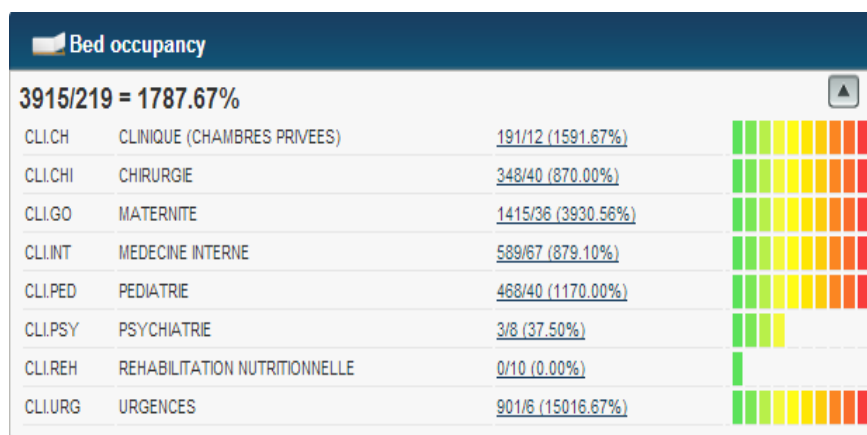 Bed occupancy
3915/219 = 1787.67%
CLI.CH CLINIQUE (CHAMBRES PRIVEES) 191/12 (1591.67%)
CLI.CHI CHIRURGIE 348/40 (870.00%)
CLI.GO MATERNITE 1415/36 (3930.56%)
CLI.INT MEDECINE INTERNE 589/67 (879.10%)
CLI.PED PEDIATRIE 468/40 (1170.00%)
CLI.PSY PSYCHIATRIE 3/8 (37.50%)
CLI.REH REHABILITATION NUTRITIONNELLE 0/10 (0.00%)
CLI.URG URGENCES 901/6 (15016.67%)